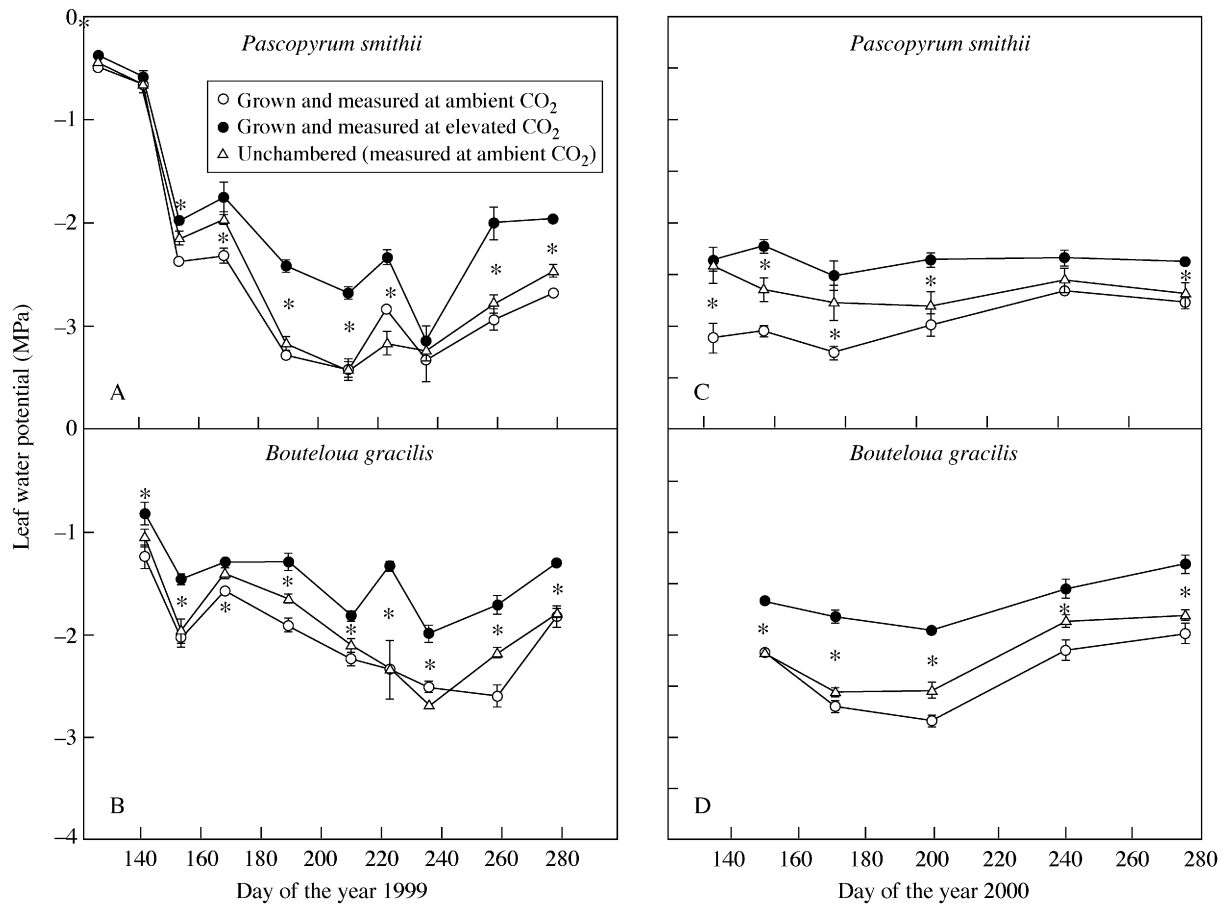 Leaf water potential (MPa)
0
–1
–2
–3
0
–1
–2
–3
–4
Pascopyrum smithii
Grown and measured at ambient CO2
Grown and measured at elevated CO2
Unchambered (measured at ambient CO2)
* * * * * * * *
A
Pascopyrum smithii
* * * * *
C
Bouteloua gracilis
* * * * * * * * *
B
Bouteloua gracilis
* * * * *
D
140 160 180 200 220 240 260 280
Day of the year 1999
140 160 180 200 220 240 260 280
Day of the year 2000